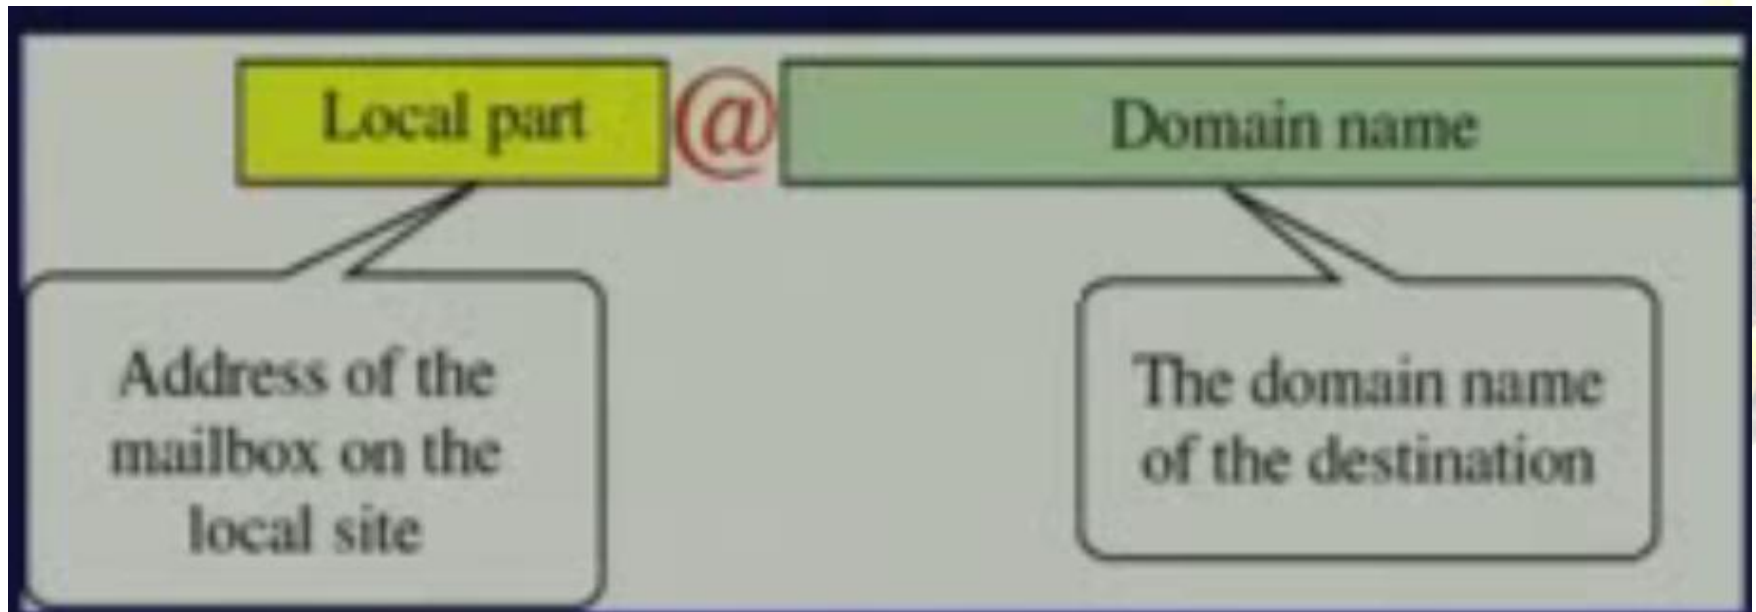 Local part @ Domain name
Address of the
mailbox on the
local site
The domain name
of the destination